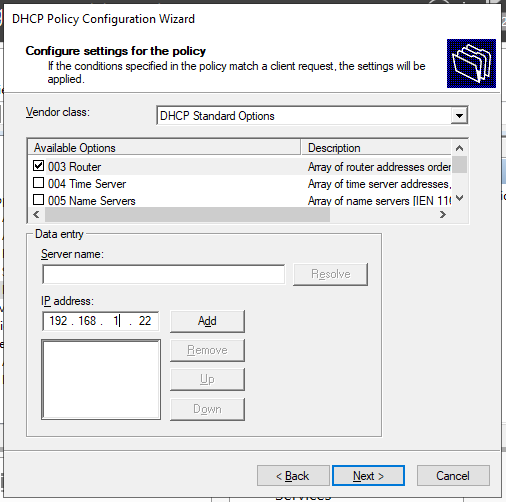 DHCP Policy Configuration Wizard
Configure settings for the policy
If the conditions specified in the policy match a client request, the settings will be
applied.
Vendor class:
DHCP Standard Options
Available Options
Description
003 Router
Array of router addresses order
004 Time Server
Array of time server addresses,
005 Name Servers
Array of name servers [IEN 116
Data entry
Server name:
Resolve
IP address:
192 . 168 . 1 . 22
Add
Remove
Up
Down
< Back
Next >
Cancel
Services